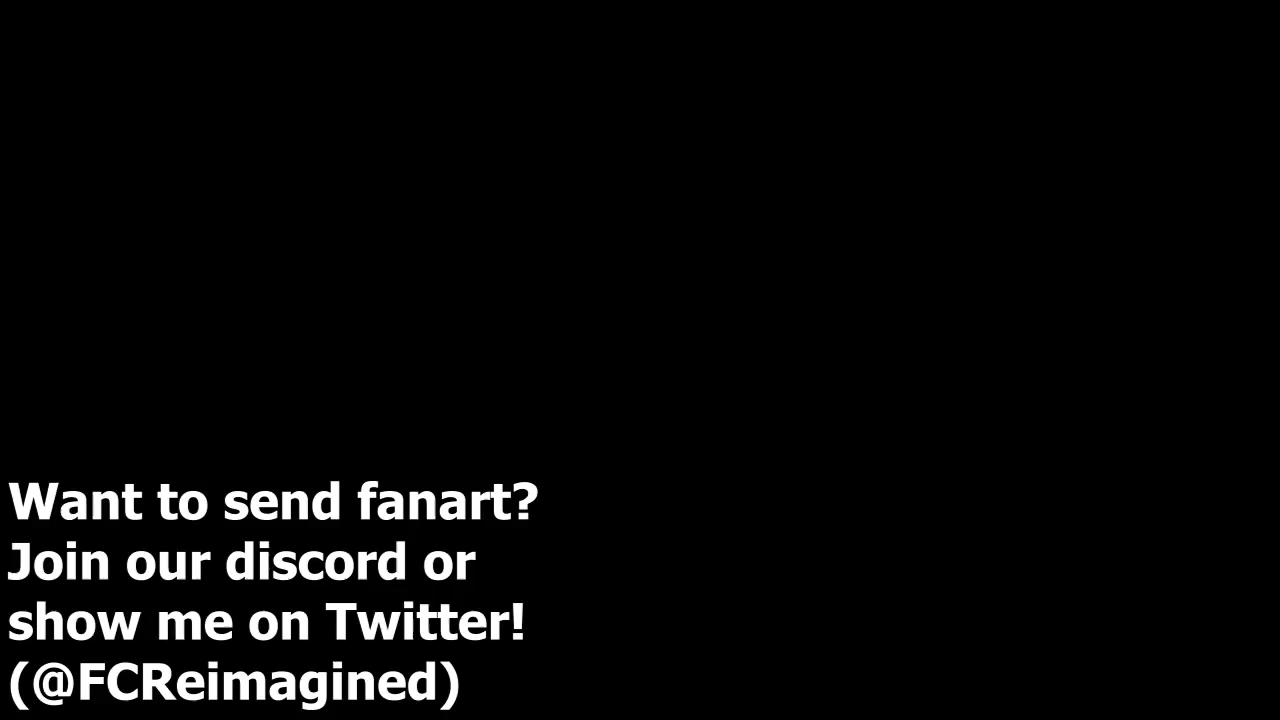 Want to send fanart?
Join our discord or
show me on Twitter!
(@FCReimagined)